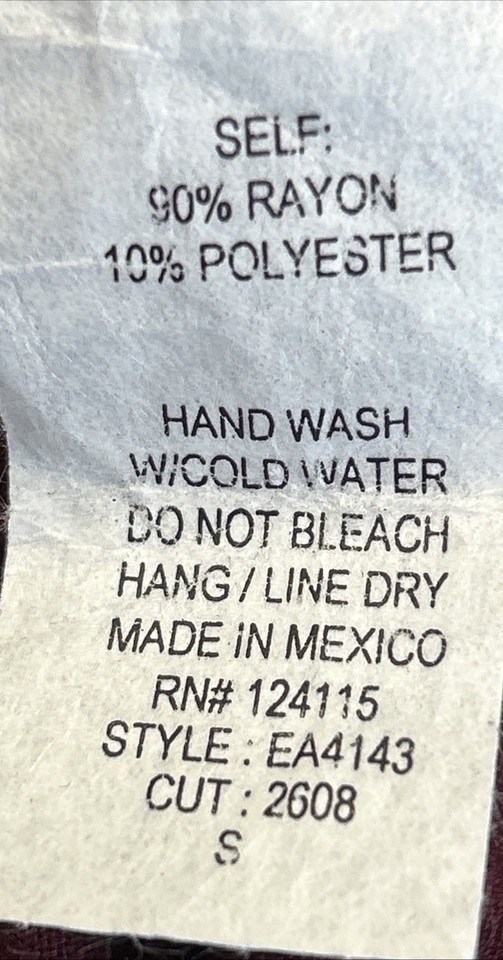 SELF:
90% RAYON
10% POLYESTER
HAND WASH
W/COLD WATER
DO NOT BLEACH
HANG / LINE DRY
MADE IN MEXICO
RN# 124115
STYLE : EA4143
CUT : 2608
S